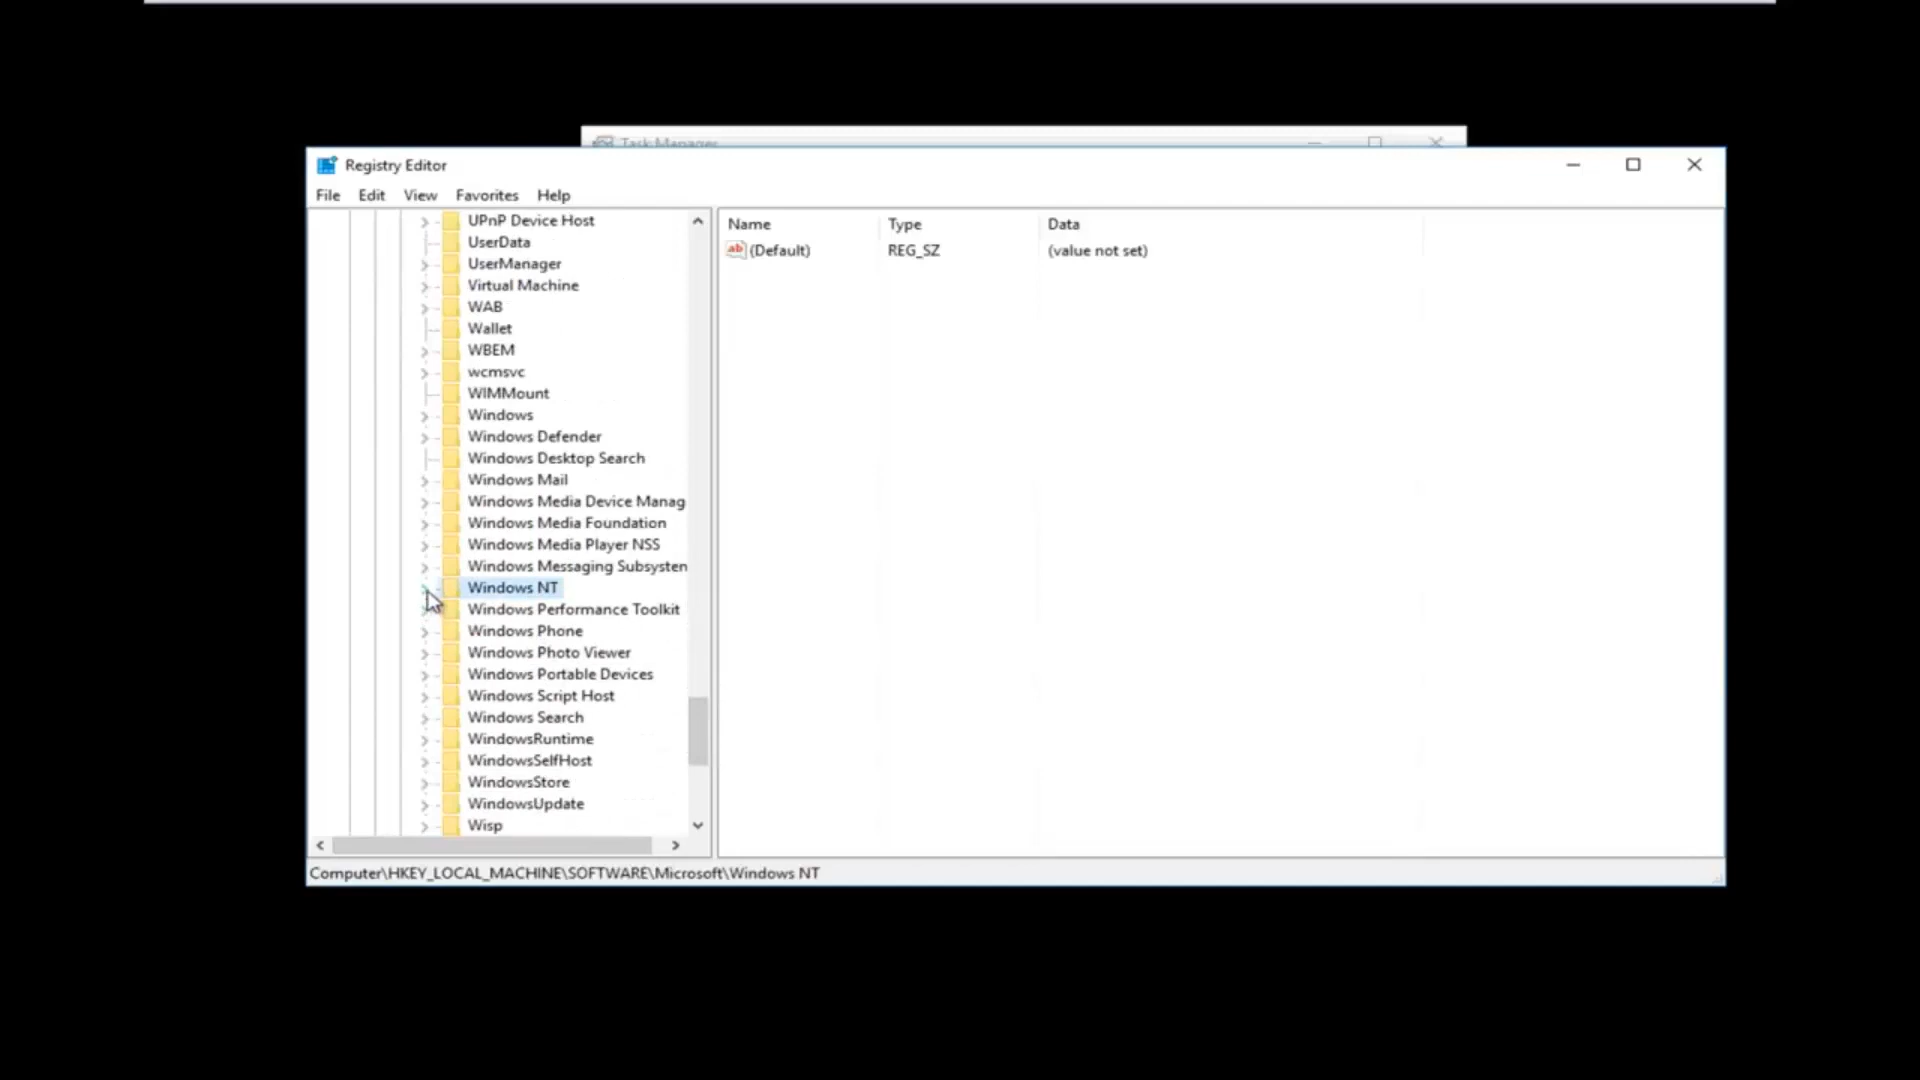 Task Manager
Registry Editor
File Edit View Favorites Help
UPnP Device Host
UserData
UserManager
Virtual Machine
WAB
Wallet
WBEM
wcmsvc
WIMMount
Windows
Windows Defender
Windows Desktop Search
Windows Mail
Windows Media Device Manag
Windows Media Foundation
Windows Media Player NSS
Windows Messaging Subsysten
Windows NT
Windows Performance Toolkit
Windows Phone
Windows Photo Viewer
Windows Portable Devices
Windows Script Host
Windows Search
WindowsRuntime
WindowsSelfHost
WindowsStore
WindowsUpdate
Wisp
Name Type Data
ab (Default) REG_SZ (value not set)
Computer\HKEY_LOCAL_MACHINE\SOFTWARE\Microsoft\Windows NT